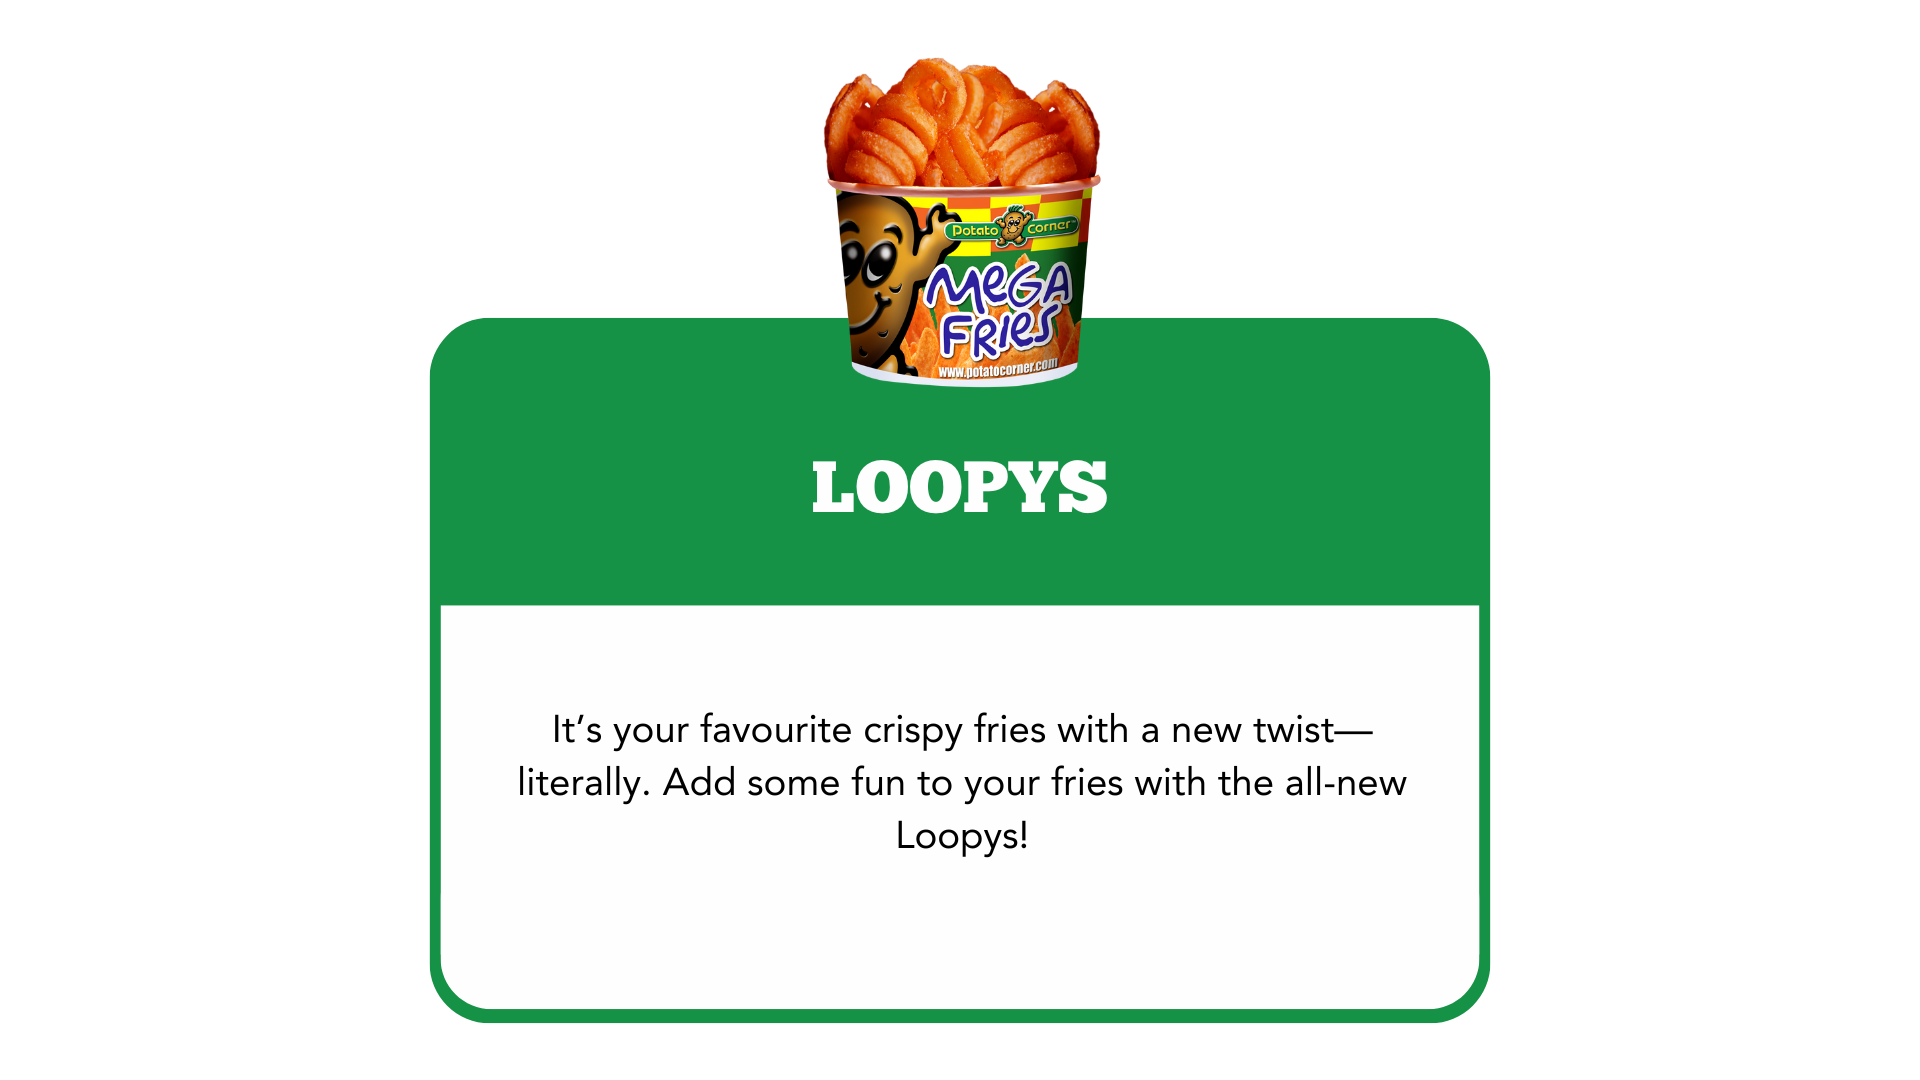 Potato Corner
MEGA
FRIES
www.potatocorner.com
LOOPYS
It’s your favourite crispy fries with a new twist—
literally. Add some fun to your fries with the all-new
Loopys!